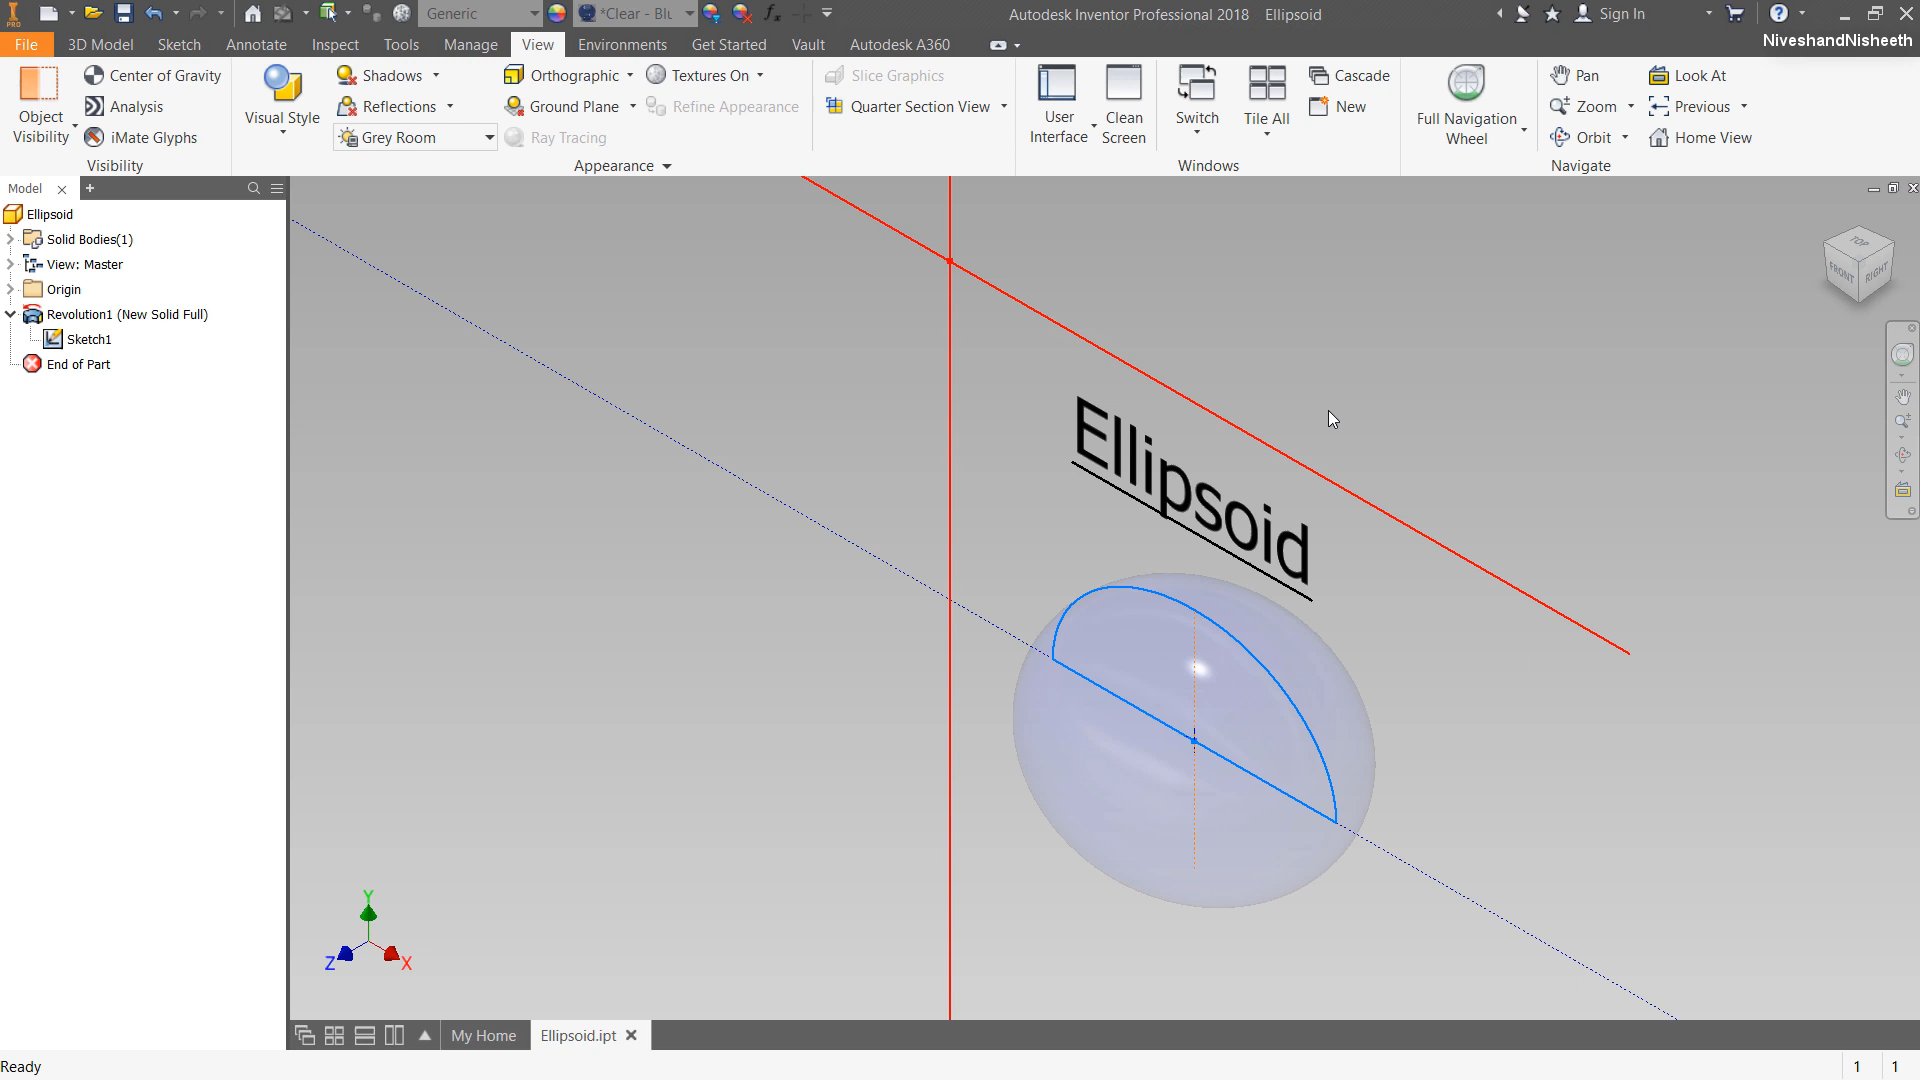 PRO
Generic
*Clear - Blu
Autodesk Inventor Professional 2018 Ellipsoid
Sign In
File 3D Model Sketch Annotate Inspect Tools Manage View Environments Get Started Vault Autodesk A360
NiveshandNisheeth
Object Visibility
Center of Gravity
Analysis
iMate Glyphs
Visibility
Visual Style
Shadows
Reflections
Grey Room
Orthographic
Ground Plane
Ray Tracing
Textures On
Refine Appearance
Appearance
Slice Graphics
Quarter Section View
User Interface
Clean Screen
Switch
Tile All
Cascade
New
Windows
Full Navigation Wheel
Pan
Zoom
Orbit
Look At
Previous
Home View
Navigate
Model
Ellipsoid
Solid Bodies(1)
View: Master
Origin
Revolution1 (New Solid Full)
Sketch1
End of Part
TOP
FRONT
RIGHT
Ellipsoid
Y
Z
X
My Home
Ellipsoid.ipt
Ready
1 1